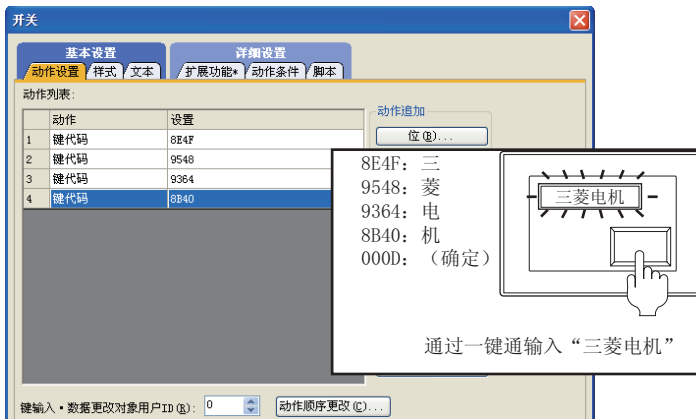 开关
基本设置 详细设置
动作设置 样式 文本 扩展功能* 动作条件 脚本
动作列表:
动作追加
动作 设置
位(B)...
1 键代码 8E4F
2 键代码 9548
3 键代码 9364
4 键代码 8B40
8E4F: 三
9548: 菱
9364: 电
8B40: 机
000D: （确定）
三菱电机
通过一键通输入“三菱电机”
键输入・数据更改对象用户ID(R): 0 动作顺序更改(C)...